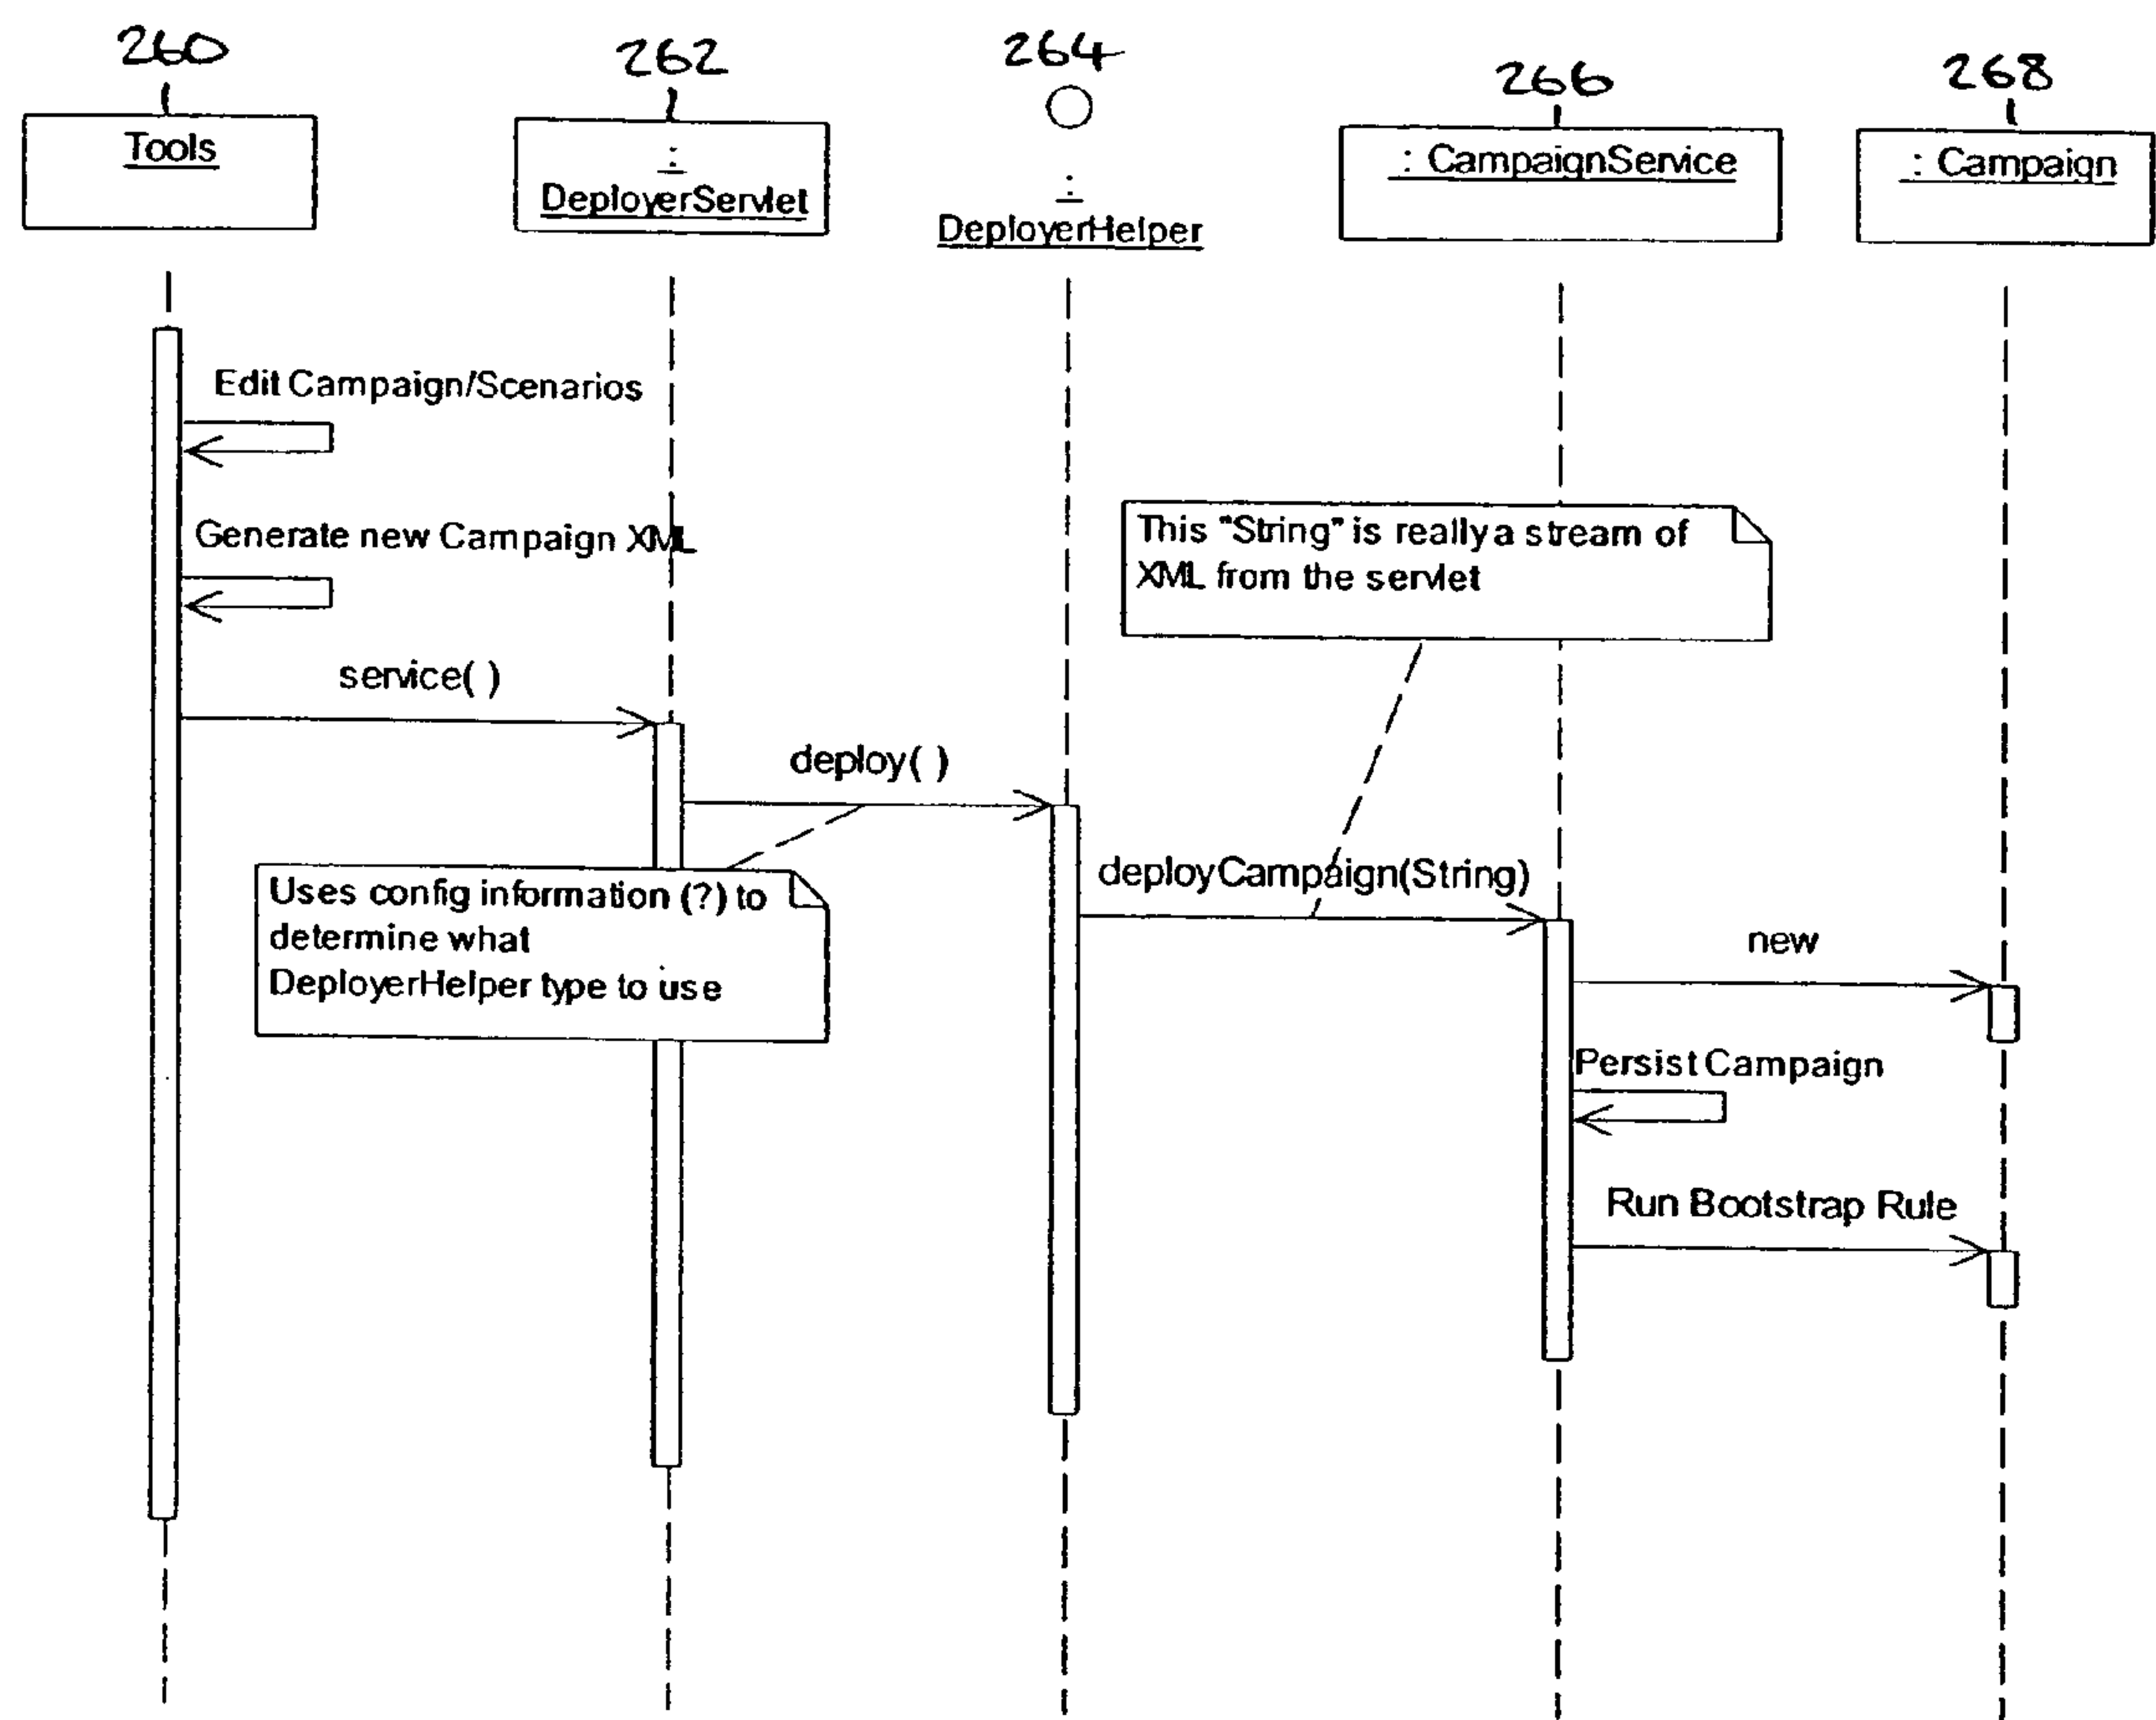 260
262
264
266
268
Tools
:
DeployerServlet
:
DeployerHelper
: CampaignService
: Campaign
Edit Campaign/Scenarios
Generate new Campaign XML
This "String" is really a stream of
XML from the servlet
service( )
deploy( )
Uses config information (?) to
determine what
DeployerHelper type to use
deployCampaign(String)
new
Persist Campaign
Run Bootstrap Rule